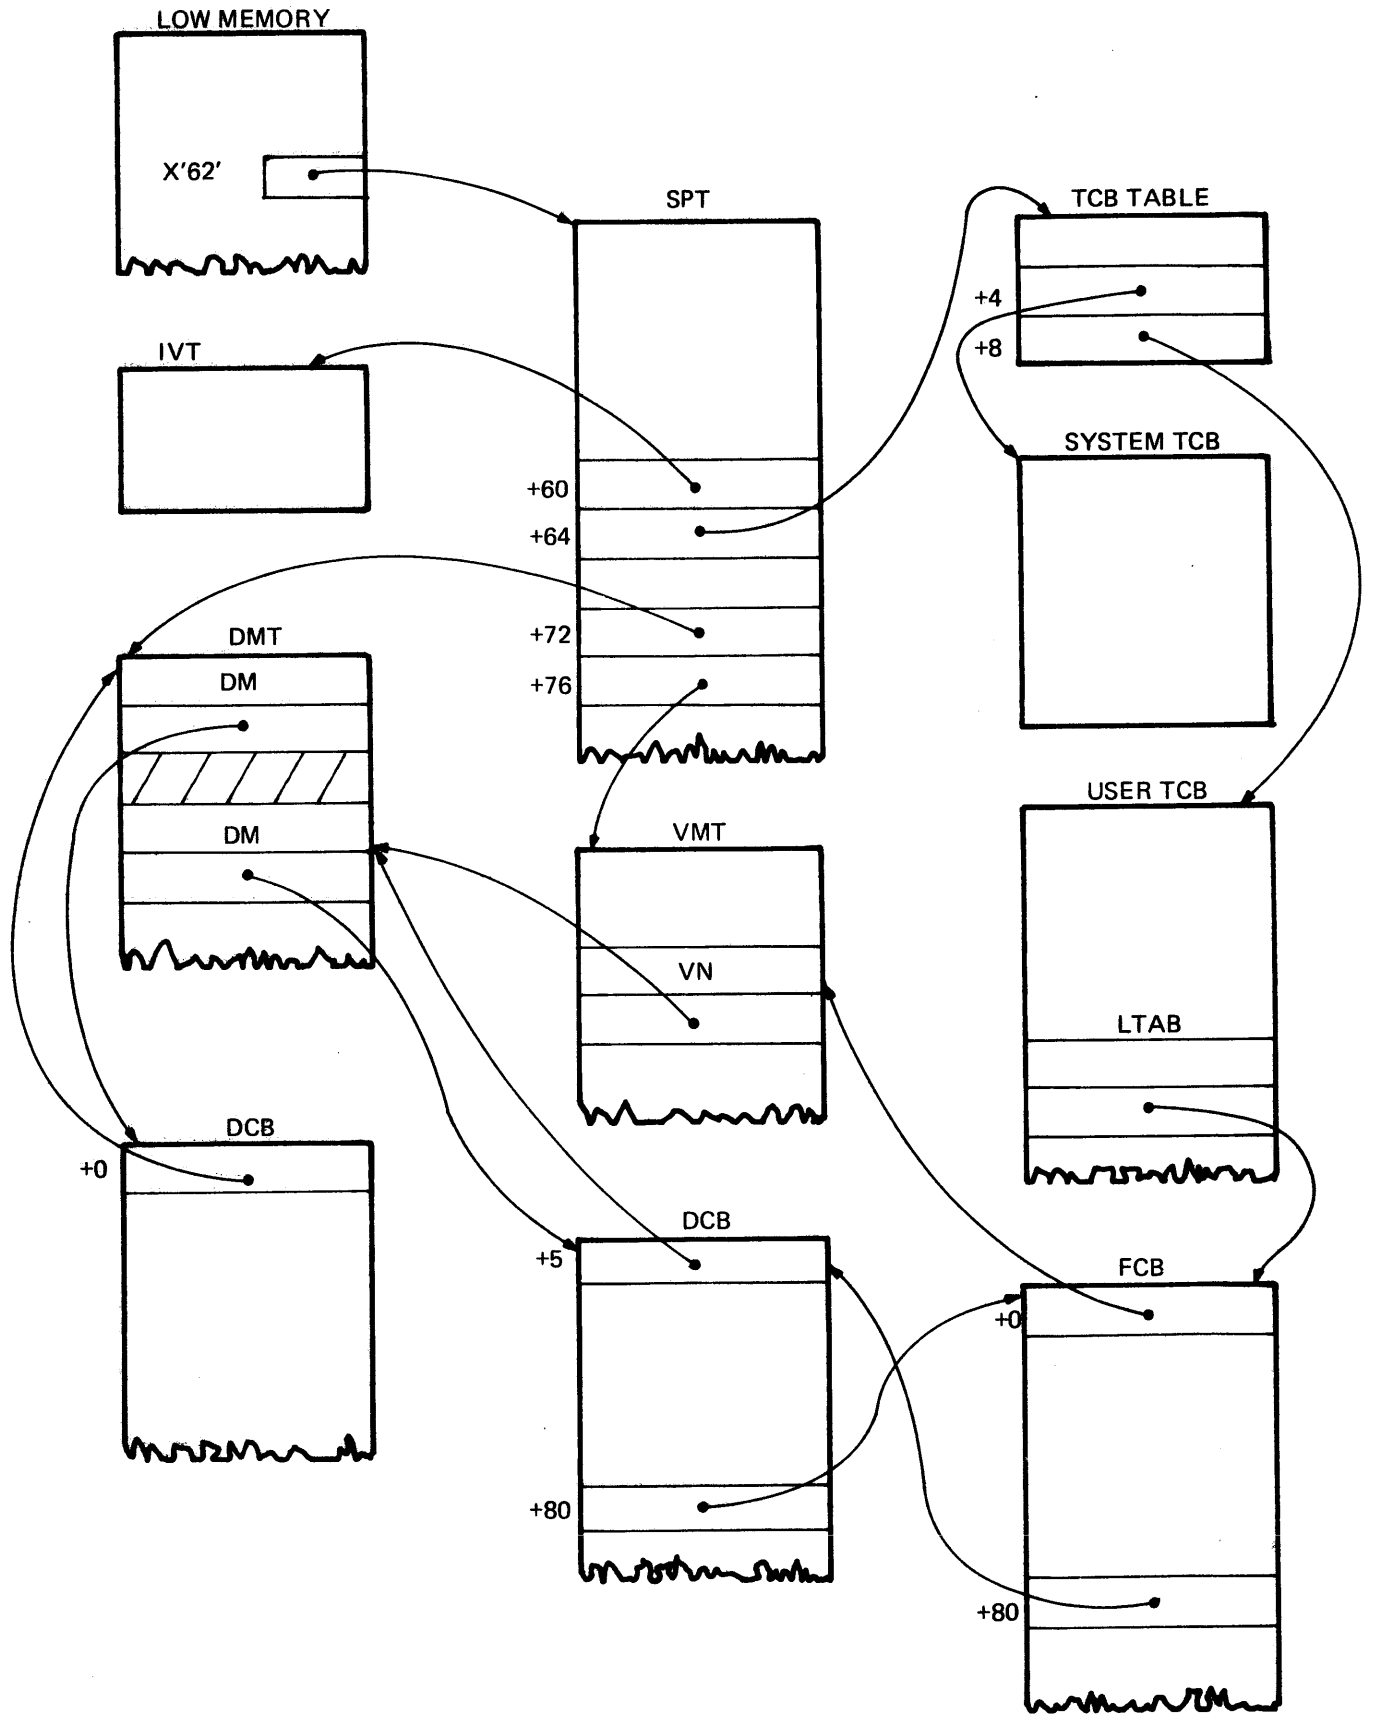 LOW MEMORY
X'62'
SPT
TCB TABLE
+4
+8
IVT
SYSTEM TCB
+60
+64
+72
+76
DMT
DM
DM
USER TCB
VMT
VN
LTAB
DCB
+0
DCB
+5
FCB
+0
+80
+80